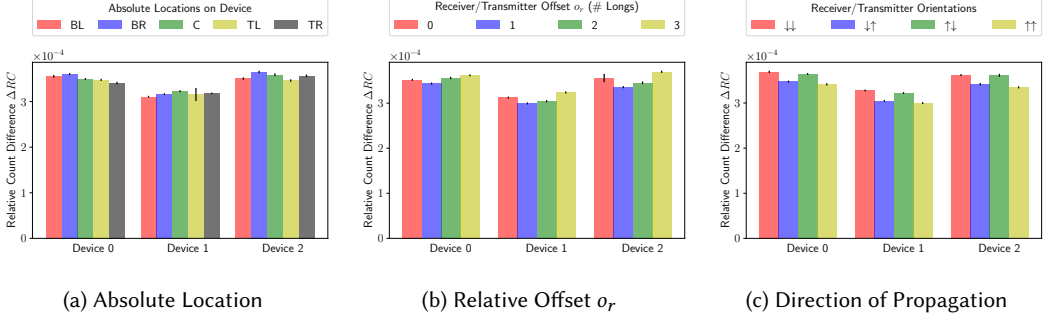 Absolute Locations on Device
BL BR C TL TR
×10⁻⁴
Relative Count Difference ΔRC
3
2
1
0
Device 0 Device 1 Device 2
(a) Absolute Location
Receiver/Transmitter Offset oᵣ (# Longs)
0 1 2 3
×10⁻⁴
Relative Count Difference ΔRC
3
2
1
0
Device 0 Device 1 Device 2
(b) Relative Offset oᵣ
Receiver/Transmitter Orientations
↓↓ ↓↑ ↑↓ ↑↑
×10⁻⁴
Relative Count Difference ΔRC
3
2
1
0
Device 0 Device 1 Device 2
(c) Direction of Propagation